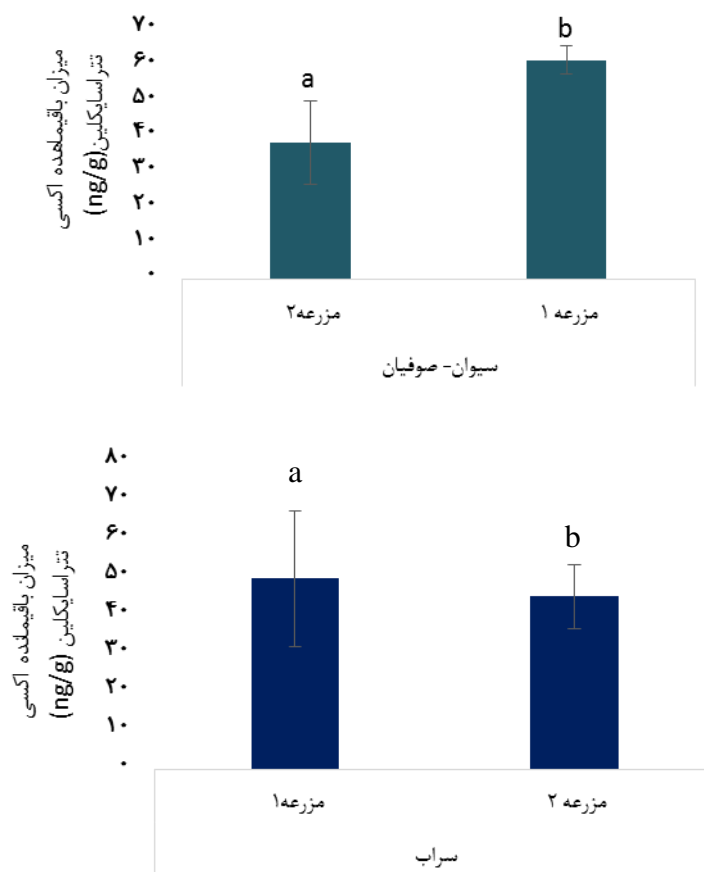 میزان باقیماهده اکسی
تتراسایکلین(ng/g)
۷۰
۶۰
۵۰
۴۰
۳۰
۲۰
۱۰
۰
a
b
مزرعه۲
مزرعه ۱
سیوان- صوفیان
میزان باقیمانده اکسی
تتراسایکلین (ng/g)
۸۰
۷۰
۶۰
۵۰
۴۰
۳۰
۲۰
۱۰
۰
a
b
مزرعه۱
مزرعه ۲
سراب